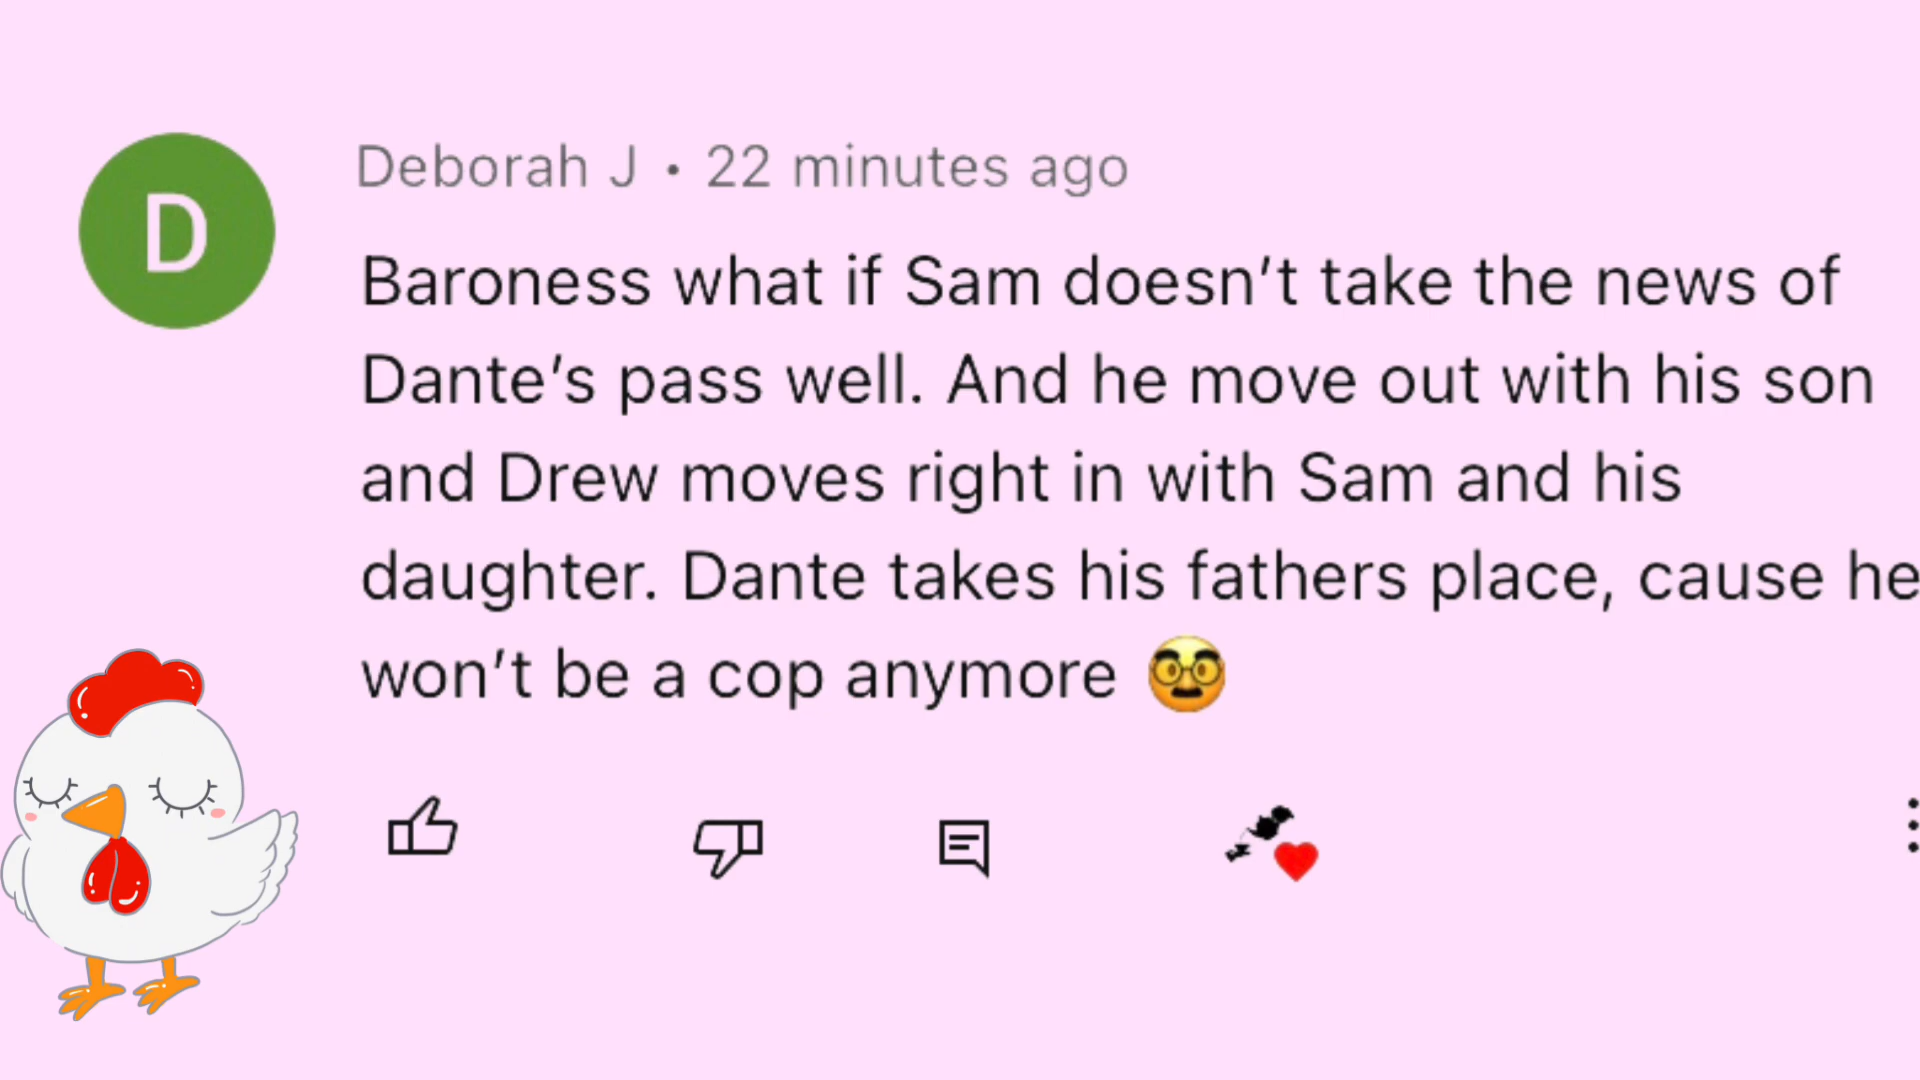 D
Deborah J • 22 minutes ago
Baroness what if Sam doesn’t take the news of
Dante’s pass well. And he move out with his son
and Drew moves right in with Sam and his
daughter. Dante takes his fathers place, cause he
won’t be a cop anymore 🥸